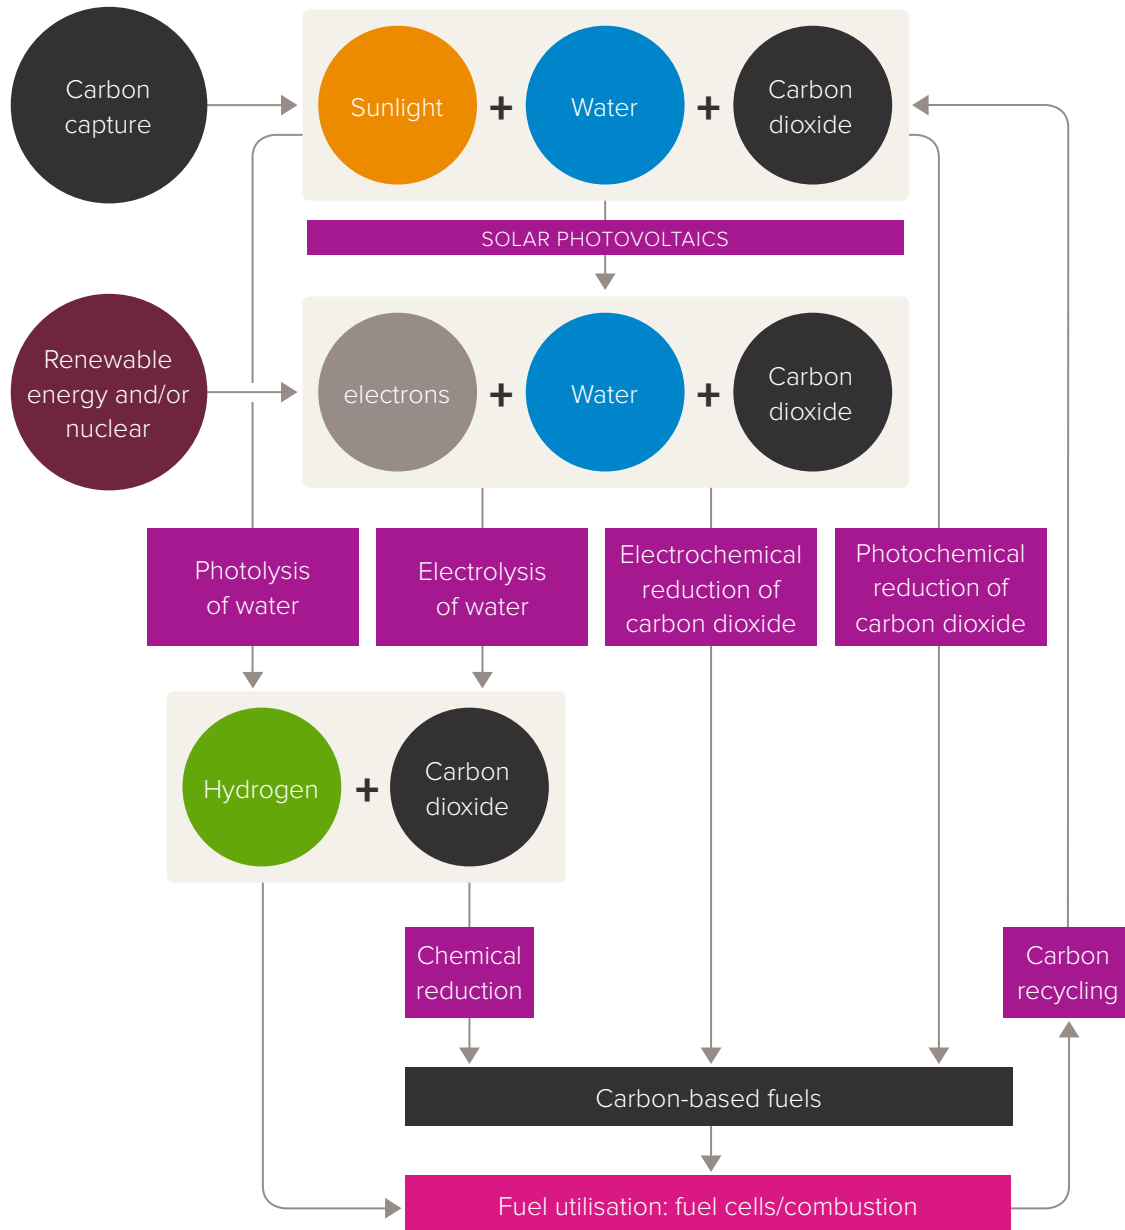 Carbon
capture
Sunlight
+
Water
+
Carbon
dioxide
SOLAR PHOTOVOLTAICS
Renewable
energy and/or
nuclear
electrons
+
Water
+
Carbon
dioxide
Photolysis
of water
Electrolysis
of water
Electrochemical
reduction of
carbon dioxide
Photochemical
reduction of
carbon dioxide
Hydrogen
+
Carbon
dioxide
Chemical
reduction
Carbon
recycling
Carbon-based fuels
Fuel utilisation: fuel cells/combustion